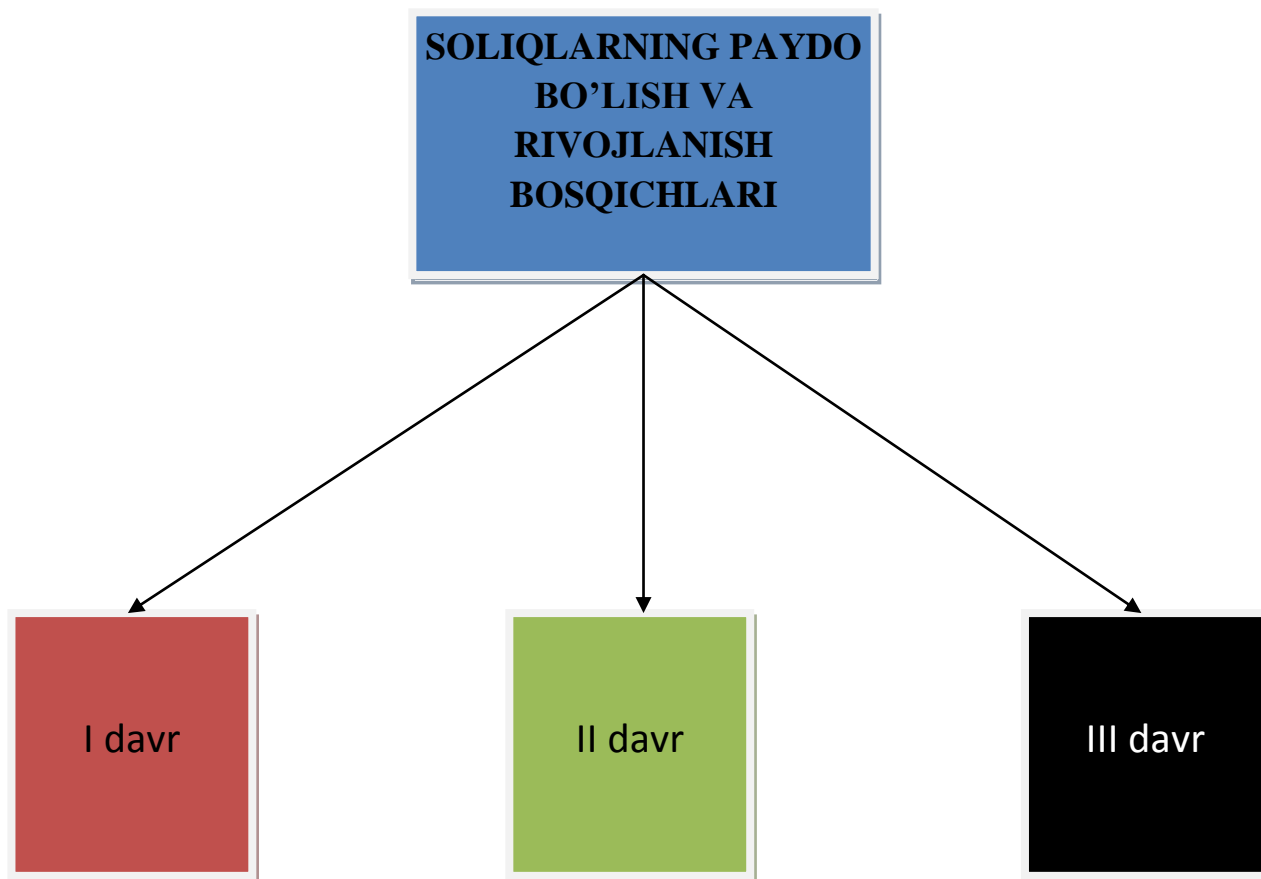 SOLIQLARNING PAYDO
BO’LISH VA
RIVOJLANISH
BOSQICHLARI
I davr
II davr
III davr